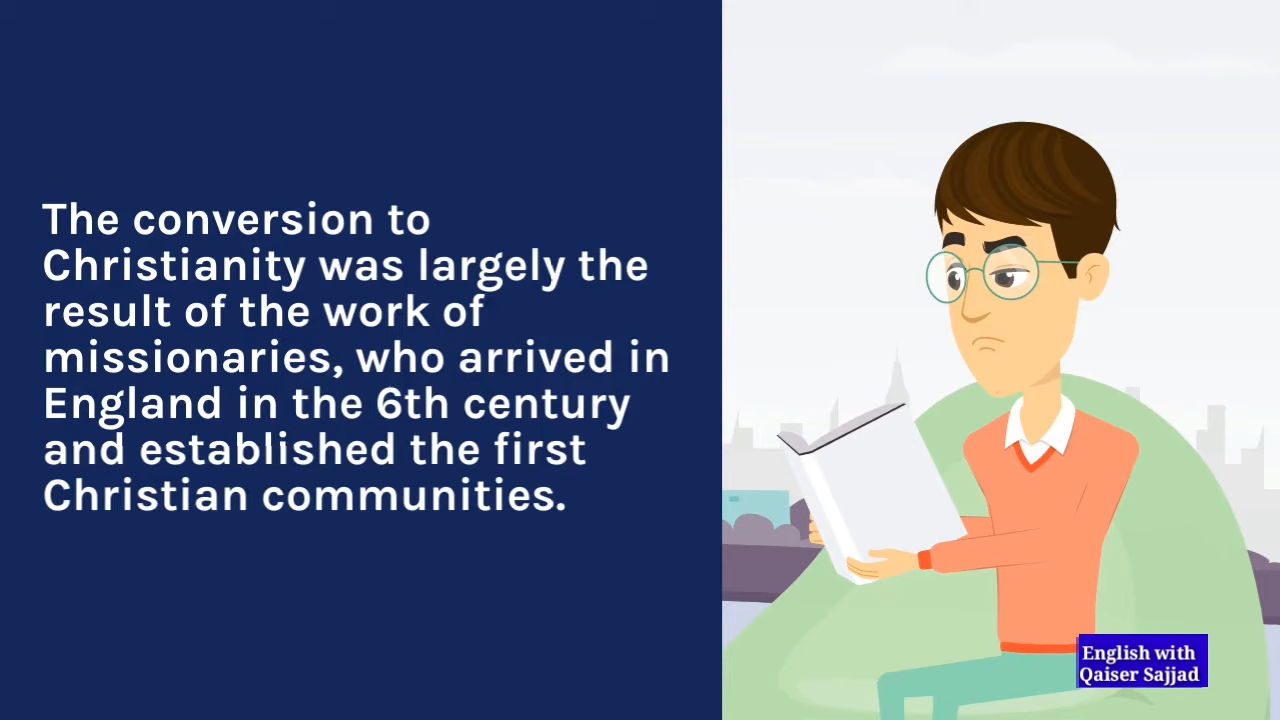 The conversion to
Christianity was largely the
result of the work of
missionaries, who arrived in
England in the 6th century
and established the first
Christian communities.
English with
Qaiser Sajjad